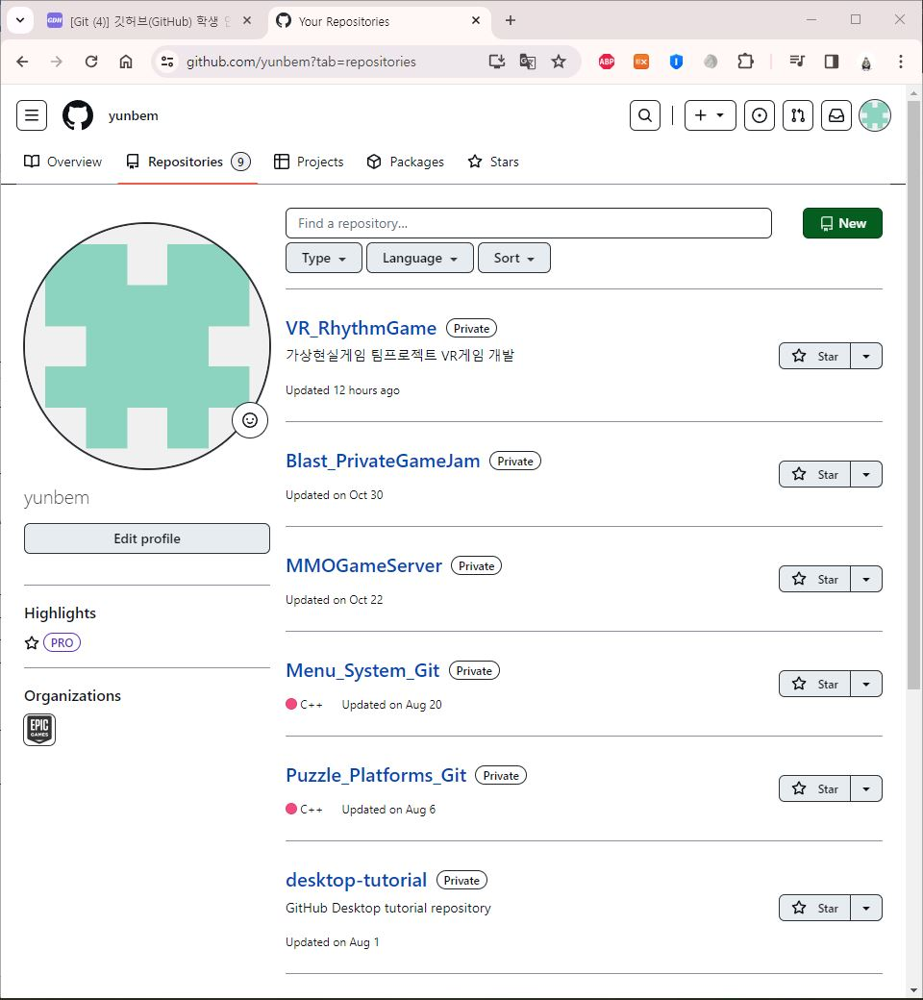 GDH [Git (4)] 깃허브(GitHub) 학생 인
Your Repositories
github.com/yunbem?tab=repositories
ABP
yunbem
Overview
Repositories 9
Projects
Packages
Stars
Find a repository...
New
Type
Language
Sort
VR_RhythmGame Private
가상현실게임 팀프로젝트 VR게임 개발
Star
Updated 12 hours ago
Blast_PrivateGameJam Private
Star
Updated on Oct 30
yunbem
Edit profile
MMOGameServer Private
Star
Updated on Oct 22
Highlights
PRO
Menu_System_Git Private
Star
C++ Updated on Aug 20
Organizations
EPIC
GAMES
Puzzle_Platforms_Git Private
Star
C++ Updated on Aug 6
desktop-tutorial Private
GitHub Desktop tutorial repository
Star
Updated on Aug 1